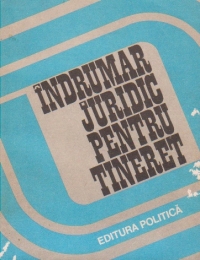 ÎNDRUMAR
JURIDIC
PENTRU
TINERET
EDITURA POLITICĂ